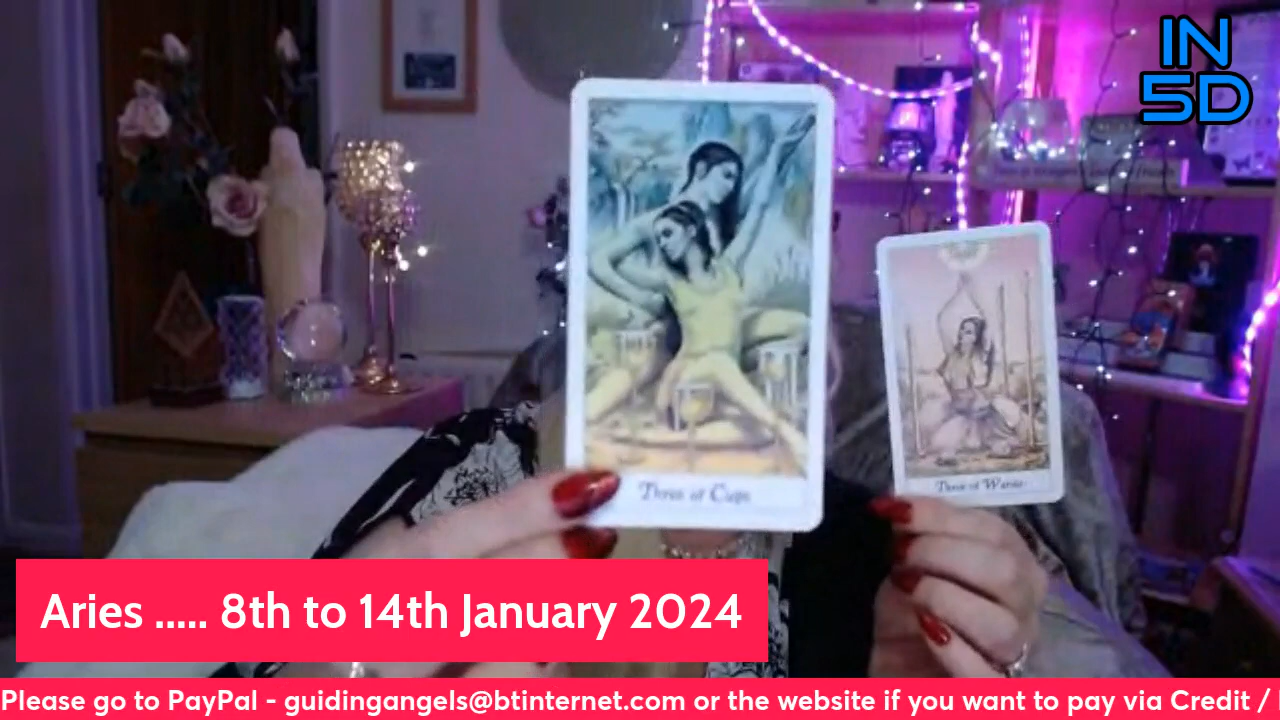 IN
5D
Three of Cups
Three of Wands
Aries ..... 8th to 14th January 2024
Please go to PayPal - guidingangels@btinternet.com or the website if you want to pay via Credit /